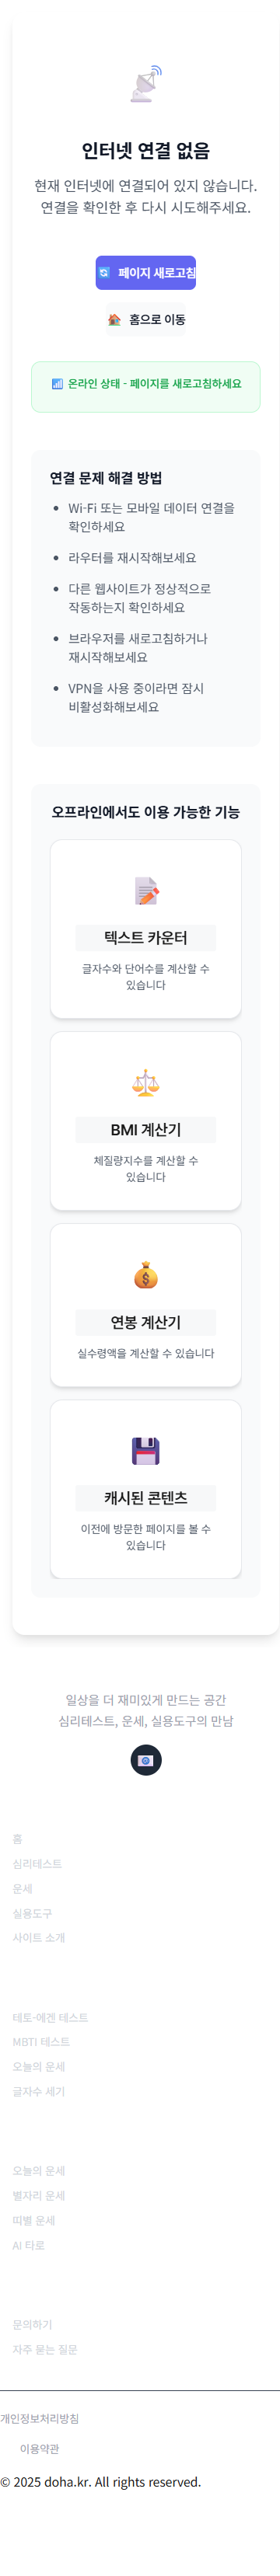 인터넷 연결 없음
현재 인터넷에 연결되어 있지 않습니다.
연결을 확인한 후 다시 시도해주세요.
페이지 새로고침
홈으로 이동
온라인 상태 - 페이지를 새로고침하세요
연결 문제 해결 방법
• Wi-Fi 또는 모바일 데이터 연결을
확인하세요
• 라우터를 재시작해보세요
• 다른 웹사이트가 정상적으로
작동하는지 확인하세요
• 브라우저를 새로고침하거나
재시작해보세요
• VPN을 사용 중이라면 잠시
비활성화해보세요
오프라인에서도 이용 가능한 기능
텍스트 카운터
글자수와 단어수를 계산할 수
있습니다
BMI 계산기
체질량지수를 계산할 수
있습니다
연봉 계산기
실수령액을 계산할 수 있습니다
캐시된 콘텐츠
이전에 방문한 페이지를 볼 수
있습니다
일상을 더 재미있게 만드는 공간
심리테스트, 운세, 실용도구의 만남
홈
심리테스트
운세
실용도구
사이트 소개
테토-에겐 테스트
MBTI 테스트
오늘의 운세
글자수 세기
오늘의 운세
별자리 운세
띠별 운세
AI 타로
문의하기
자주 묻는 질문
개인정보처리방침
이용약관
© 2025 doha.kr. All rights reserved.